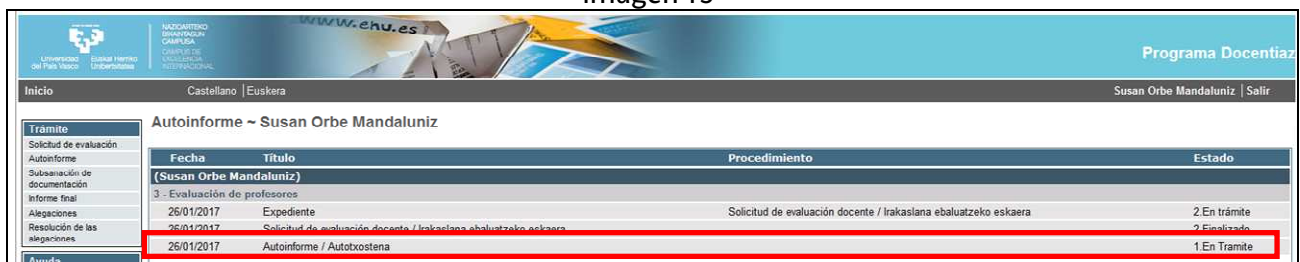 Imagen 15
www.ehu.es
NAZIOARTEKO
BIKAINTASUN
CAMPUSA
CAMPUS DE
EXCELENCIA
INTERNACIONAL
Universidad del País Vasco
Euskal Herriko Unibertsitatea
Programa Docentiaz
Inicio Castellano | Euskera Susan Orbe Mandaluniz | Salir
Trámite
Solicitud de evaluación
Autoinforme
Subsanación de
documentación
Informe final
Alegaciones
Resolución de las
alegaciones
Ayuda
Autoinforme ~ Susan Orbe Mandaluniz
Fecha Título Procedimiento Estado
(Susan Orbe Mandaluniz)
3 - Evaluación de profesores
26/01/2017 Expediente Solicitud de evaluación docente / Irakaslana ebaluatzeko eskaera 2.En trámite
26/01/2017 Solicitud de evaluación docente / Irakaslana ebaluatzeko eskaera 2.Finalizado
26/01/2017 Autoinforme / Autotxostena 1.En Tramite